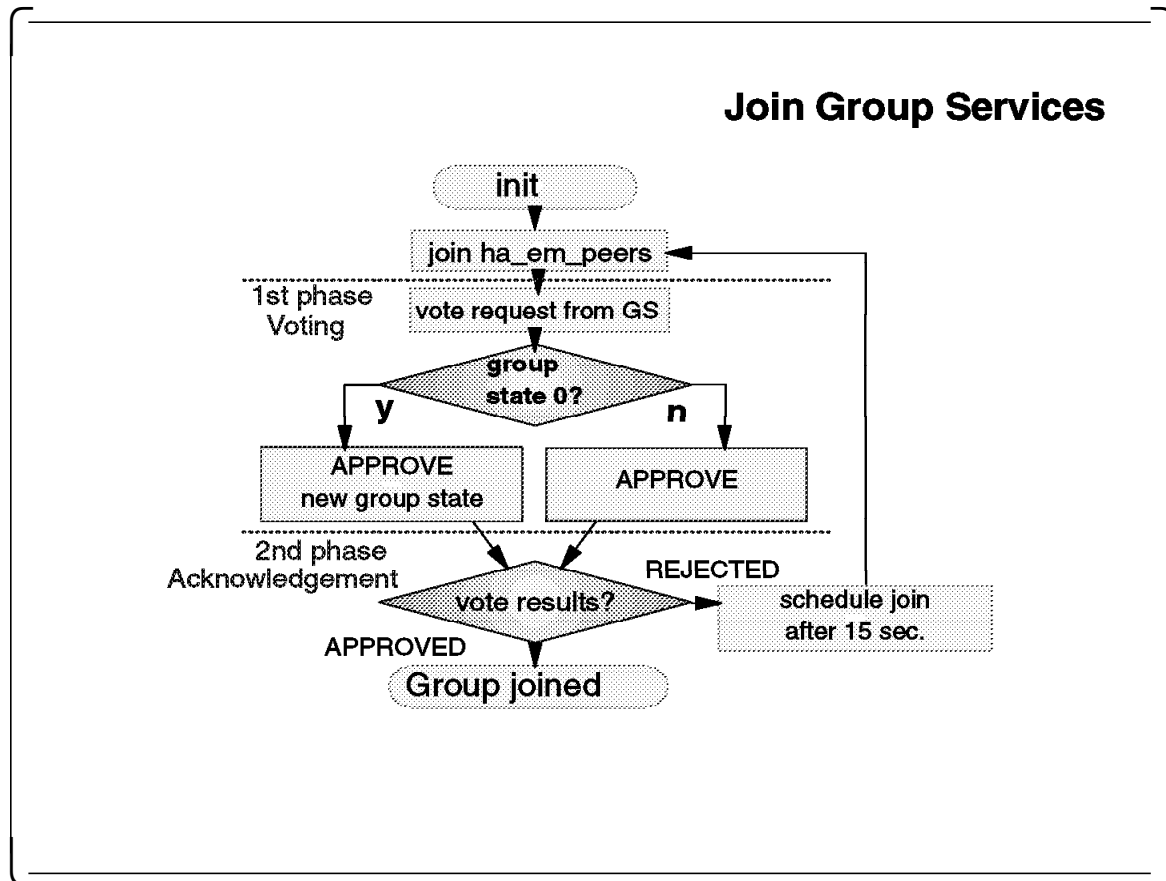 Join Group Services
init
join ha_em_peers
1st phase
Voting
vote request from GS
group
state 0?
y
n
APPROVE
new group state
APPROVE
2nd phase
Acknowledgement
vote results?
REJECTED
schedule join
after 15 sec.
APPROVED
Group joined